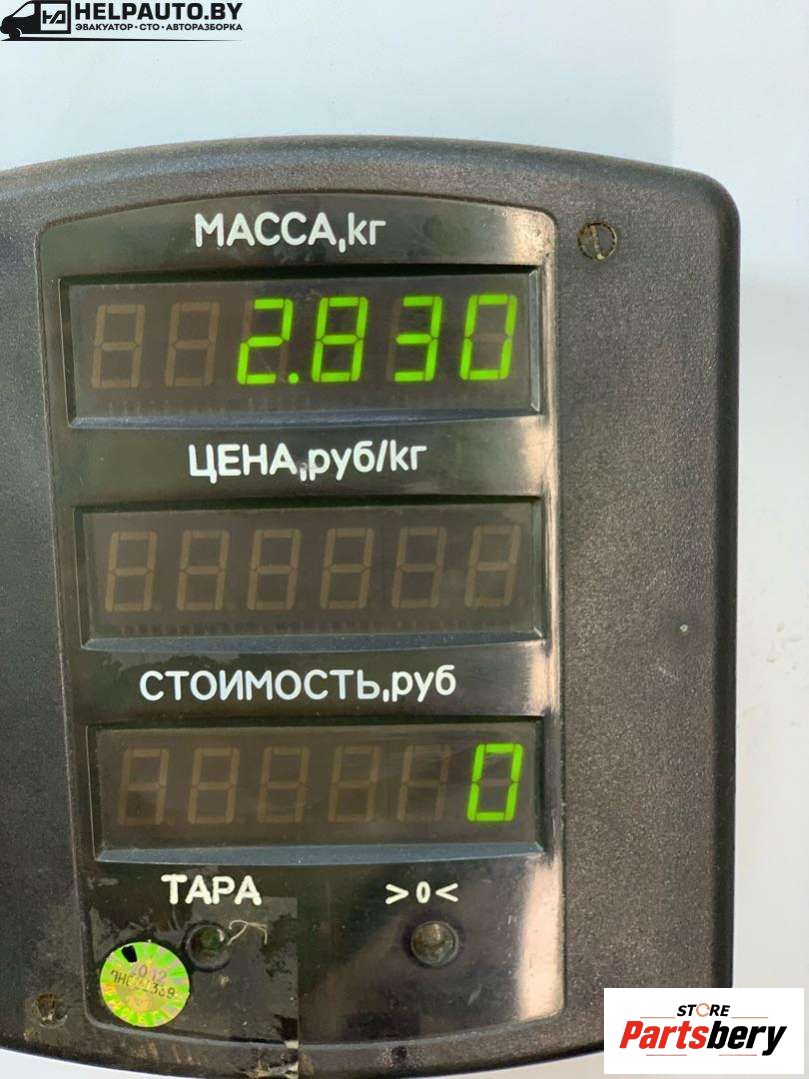 HELPAUTO.BY
ЭВАКУАТОР·СТО·АВТОРАЗБОРКА
МАССА,кг
2.830
ЦЕНА,руб/кг
СТОИМОСТЬ,руб
0
ТАРА >0<
STORE
Partsbery